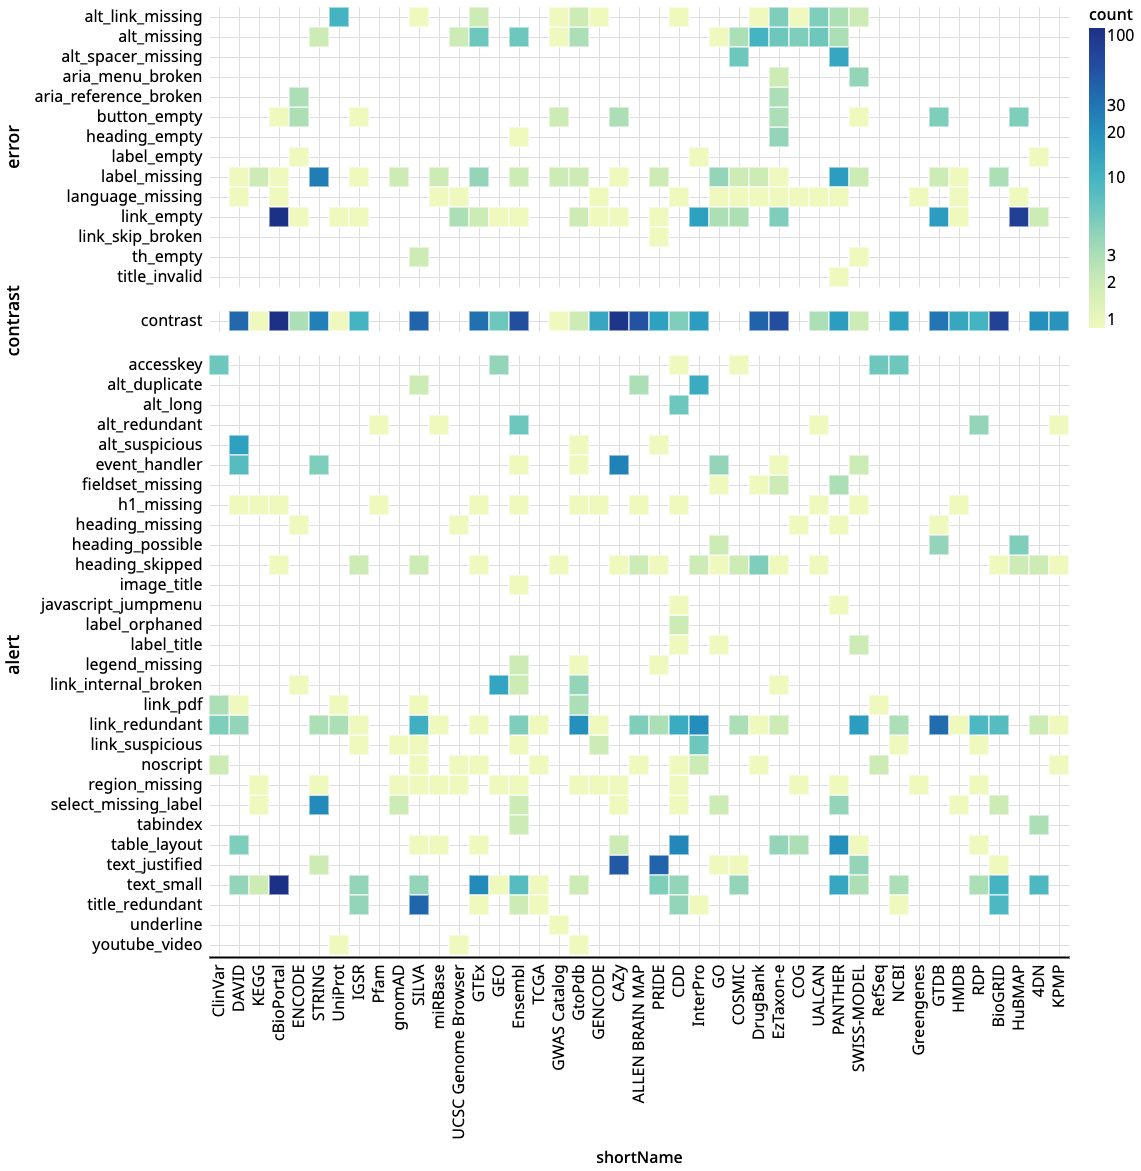 count
100
30
20
10
3
2
1
error
alt_link_missing
alt_missing
alt_spacer_missing
aria_menu_broken
aria_reference_broken
button_empty
heading_empty
label_empty
label_missing
language_missing
link_empty
link_skip_broken
th_empty
title_invalid
contrast
contrast
alert
accesskey
alt_duplicate
alt_long
alt_redundant
alt_suspicious
event_handler
fieldset_missing
h1_missing
heading_missing
heading_possible
heading_skipped
image_title
javascript_jumpmenu
label_orphaned
label_title
legend_missing
link_internal_broken
link_pdf
link_redundant
link_suspicious
noscript
region_missing
select_missing_label
tabindex
table_layout
text_justified
text_small
title_redundant
underline
youtube_video
ClinVar
DAVID
KEGG
cBioPortal
ENCODE
STRING
UniProt
IGSR
Pfam
gnomAD
SILVA
miRBase
UCSC Genome Browser
GTEx
GEO
Ensembl
TCGA
GWAS Catalog
GtoPdb
GENCODE
CAZy
ALLEN BRAIN MAP
PRIDE
CDD
InterPro
GO
COSMIC
DrugBank
EzTaxon-e
COG
UALCAN
PANTHER
SWISS-MODEL
RefSeq
NCBI
Greengenes
GTDB
HMDB
RDP
BioGRID
HuBMAP
4DN
KPMP
shortName